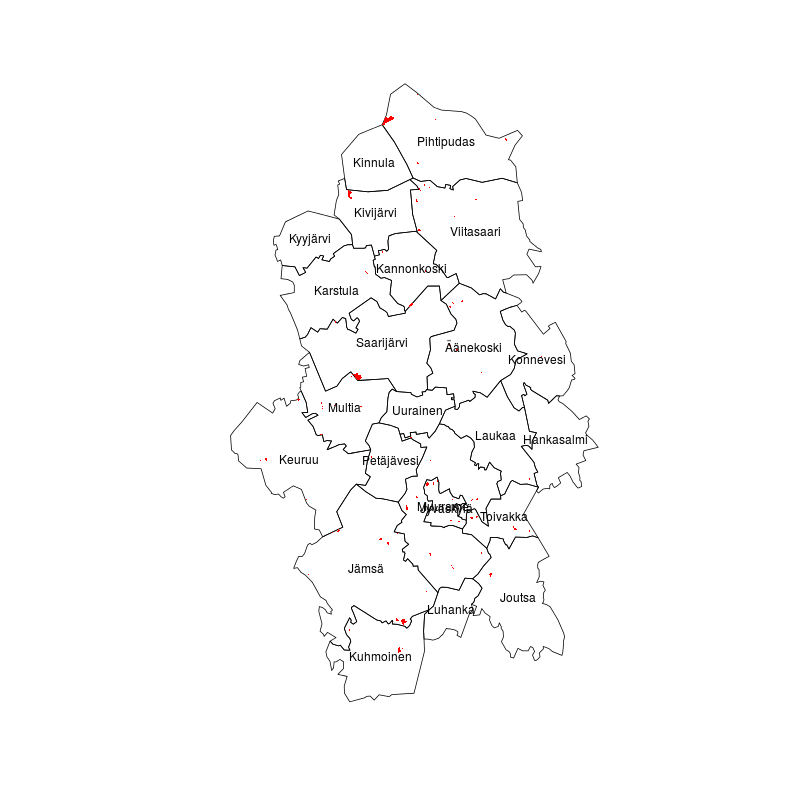 Pihtipudas
Kinnula
Kivijärvi
Viitasaari
Kyyjärvi
Kannonkoski
Karstula
Saarijärvi
Äänekoski
Konnevesi
Multia
Uurainen
Laukaa
Hankasalmi
Keuruu
Petäjävesi
Muurame
Jyväskylä
Toivakka
Jämsä
Joutsa
Luhanka
Kuhmoinen